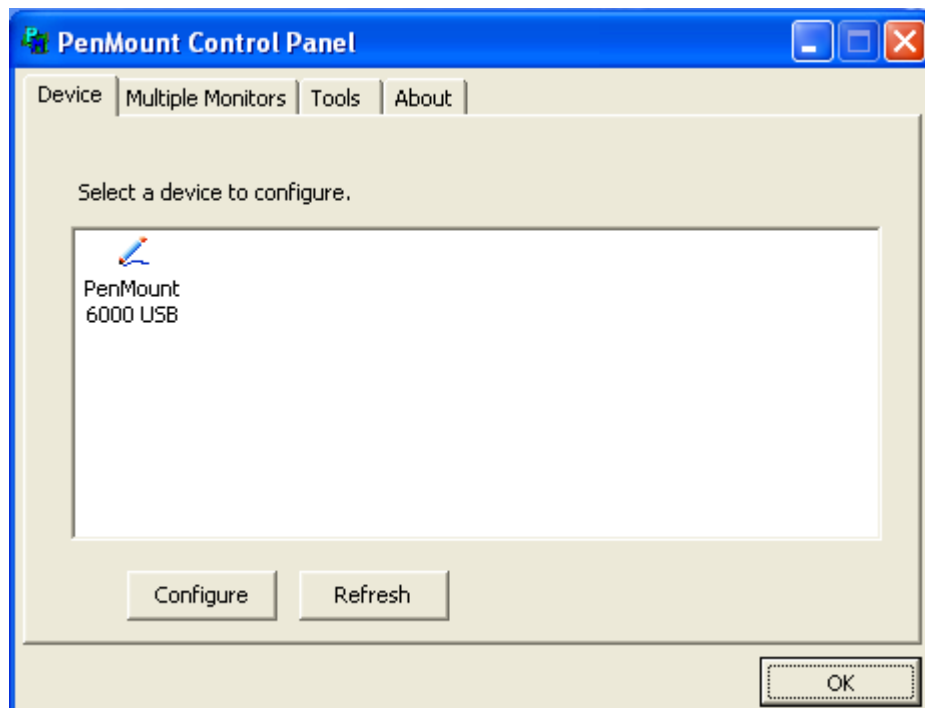 PenMount Control Panel
Device Multiple Monitors Tools About
Select a device to configure.
PenMount
6000 USB
Configure Refresh
OK